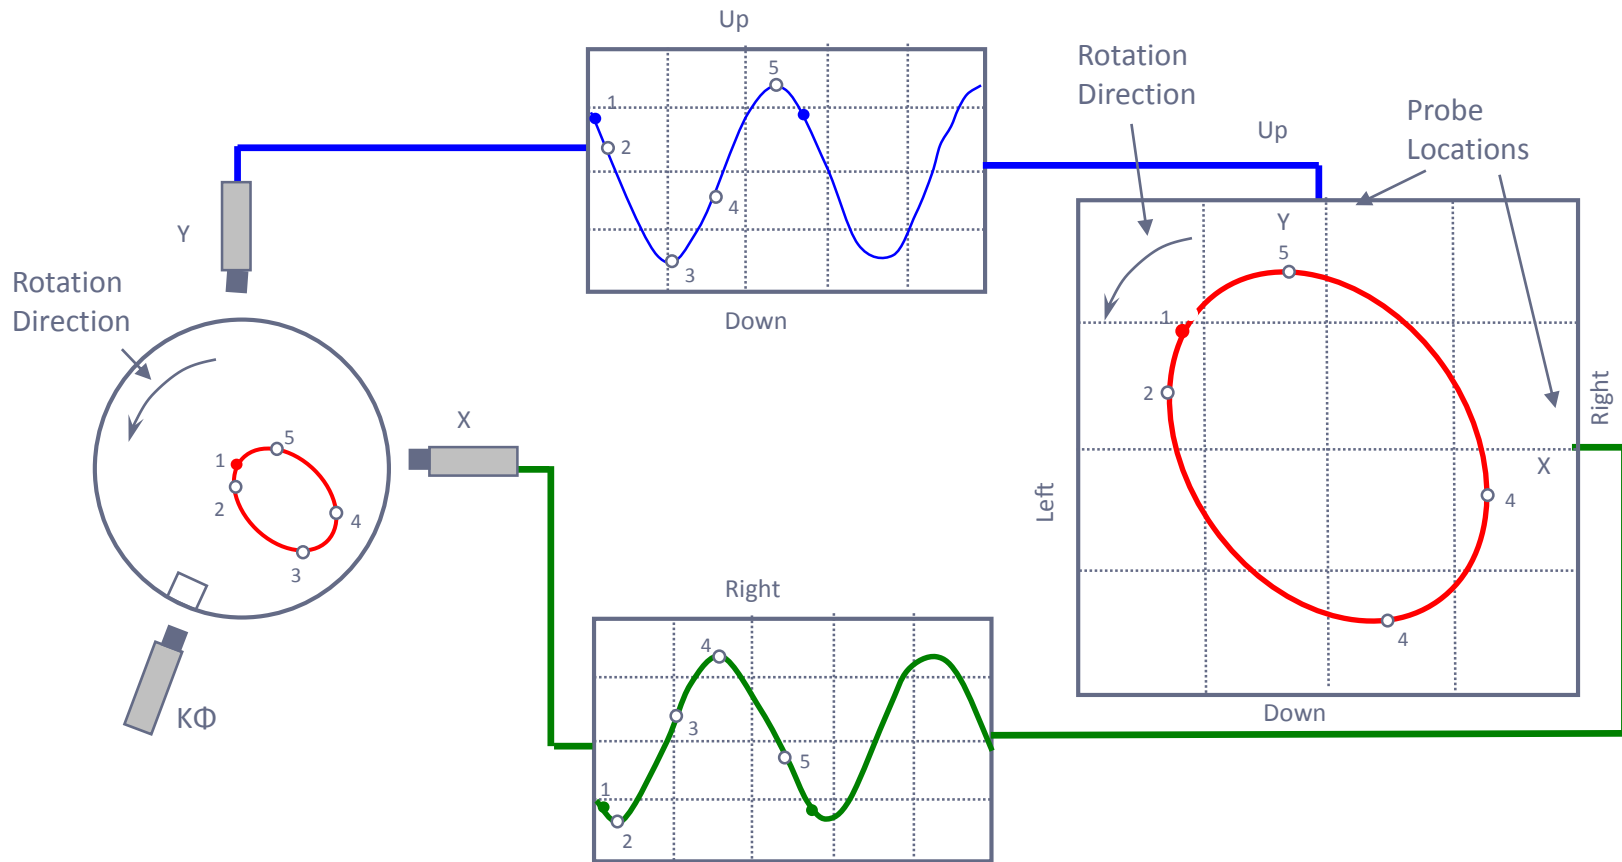 Up
1
2
3
4
5
Down
Y
Rotation
Direction
X
1
2
3
4
5
KΦ
Right
1
2
3
4
5
Rotation
Direction
Probe
Locations
Up
Y
5
1
2
4
4
X
Left
Right
Down